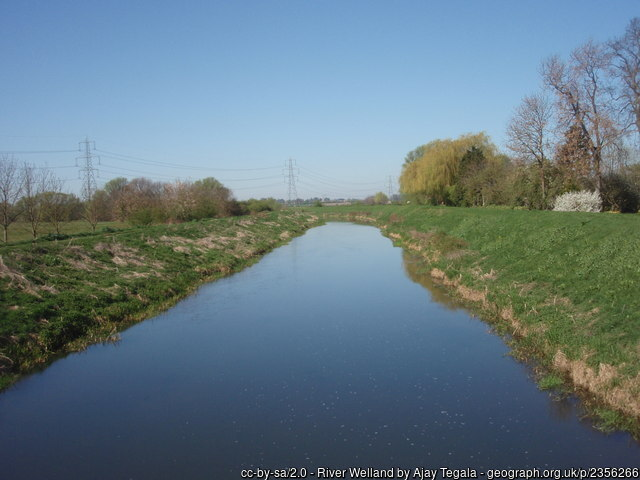 cc-by-sa/2.0 - River Welland by Ajay Tegala - geograph.org.uk/p/2356266